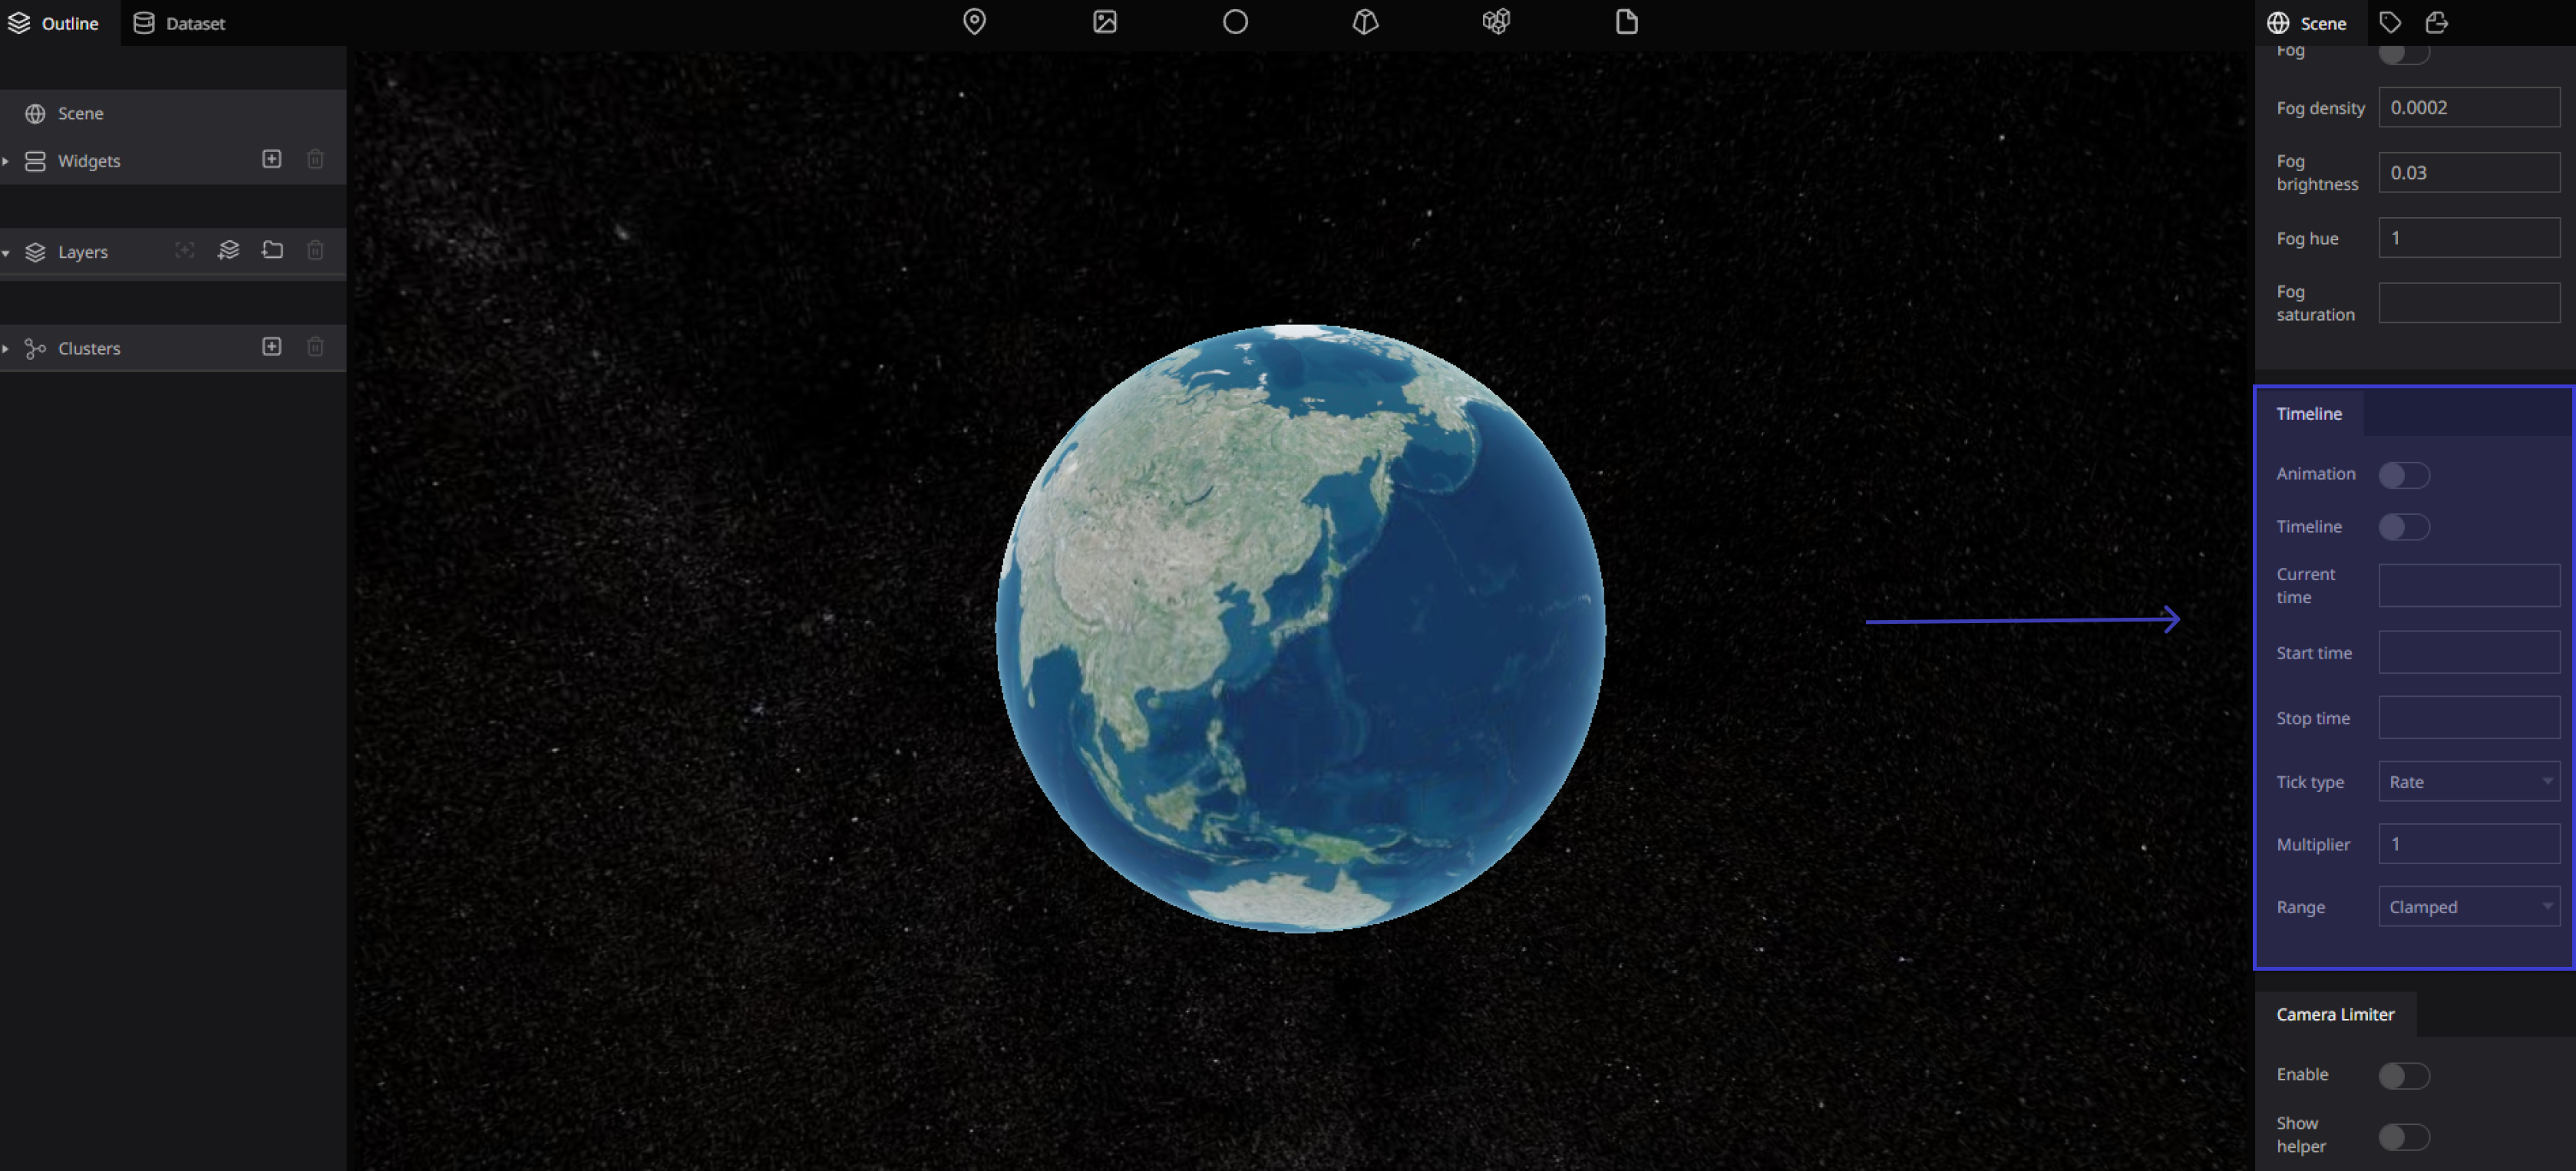 Outline
Dataset
Scene
Scene
Widgets
Layers
Clusters
Fog
Fog density
0.0002
Fog
brightness
0.03
Fog hue
1
Fog
saturation
Timeline
Animation
Timeline
Current
time
Start time
Stop time
Tick type
Rate
Multiplier
1
Range
Clamped
Camera Limiter
Enable
Show
helper